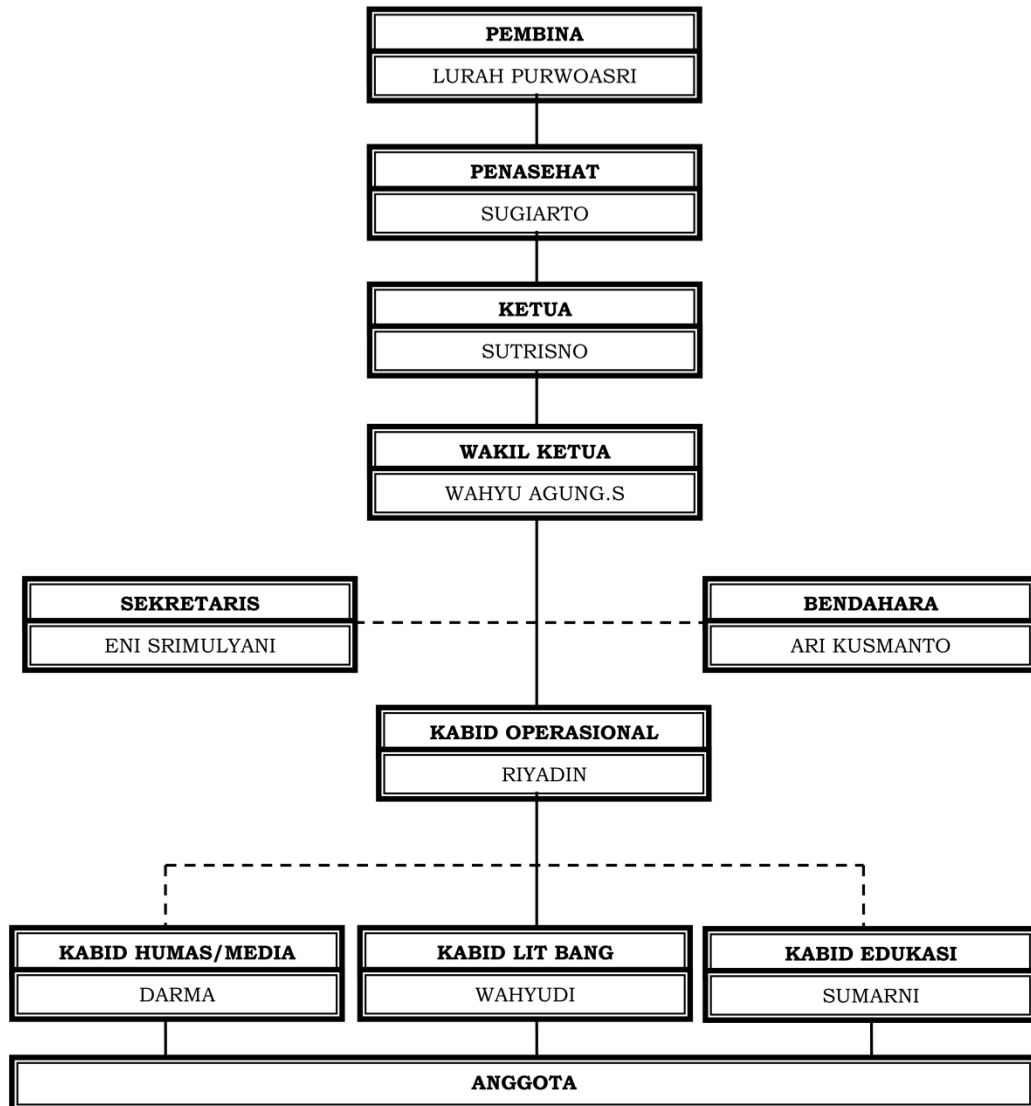 PEMBINA
LURAH PURWOASRI
PENASEHAT
SUGIARTO
KETUA
SUTRISNO
WAKIL KETUA
WAHYU AGUNG.S
SEKRETARIS
ENI SRIMULYANI
BENDAHARA
ARI KUSMANTO
KABID OPERASIONAL
RIYADIN
KABID HUMAS/MEDIA
DARMA
KABID LIT BANG
WAHYUDI
KABID EDUKASI
SUMARNI
ANGGOTA